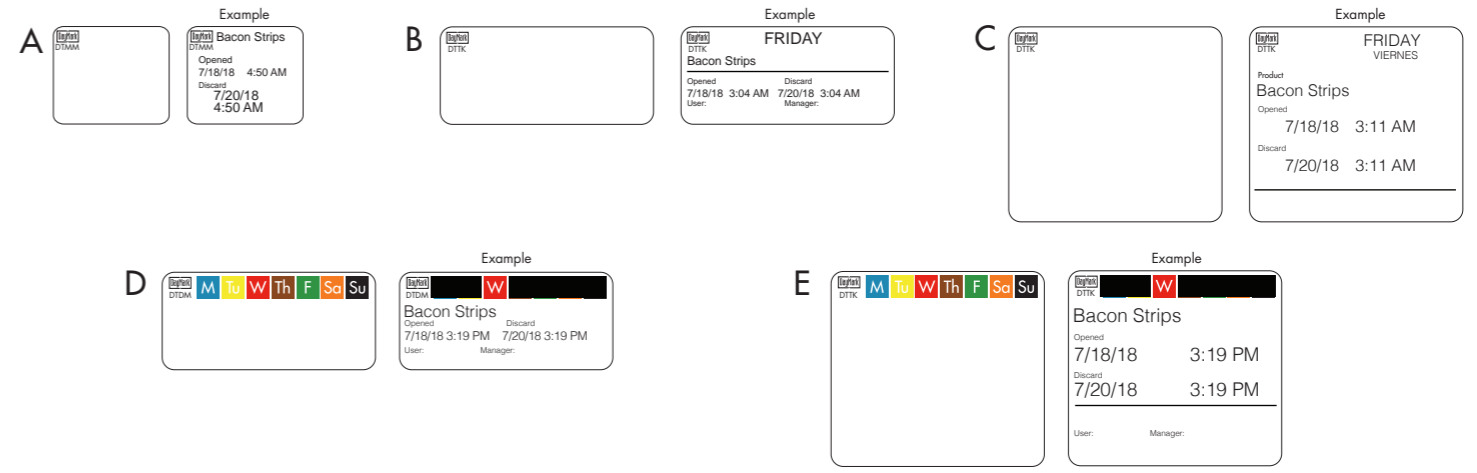 A
DayMark
DTMM
Example
DayMark Bacon Strips
DTMM
Opened
7/18/18 4:50 AM
Discard
7/20/18
4:50 AM
B
DayMark
DTTK
Example
DayMark FRIDAY
DTTK
Bacon Strips
Opened Discard
7/18/18 3:04 AM 7/20/18 3:04 AM
User: Manager:
C
DayMark
DTTK
Example
DayMark FRIDAY
DTTK VIERNES
Product
Bacon Strips
Opened
7/18/18 3:11 AM
Discard
7/20/18 3:11 AM
D
DayMark M Tu W Th F Sa Su
DTDM
Example
DayMark W
DTDM
Bacon Strips
Opened Discard
7/18/18 3:19 PM 7/20/18 3:19 PM
User: Manager:
E
DayMark M Tu W Th F Sa Su
DTTK
Example
DayMark W
DTTK
Bacon Strips
Opened
7/18/18 3:19 PM
Discard
7/20/18 3:19 PM
User: Manager: